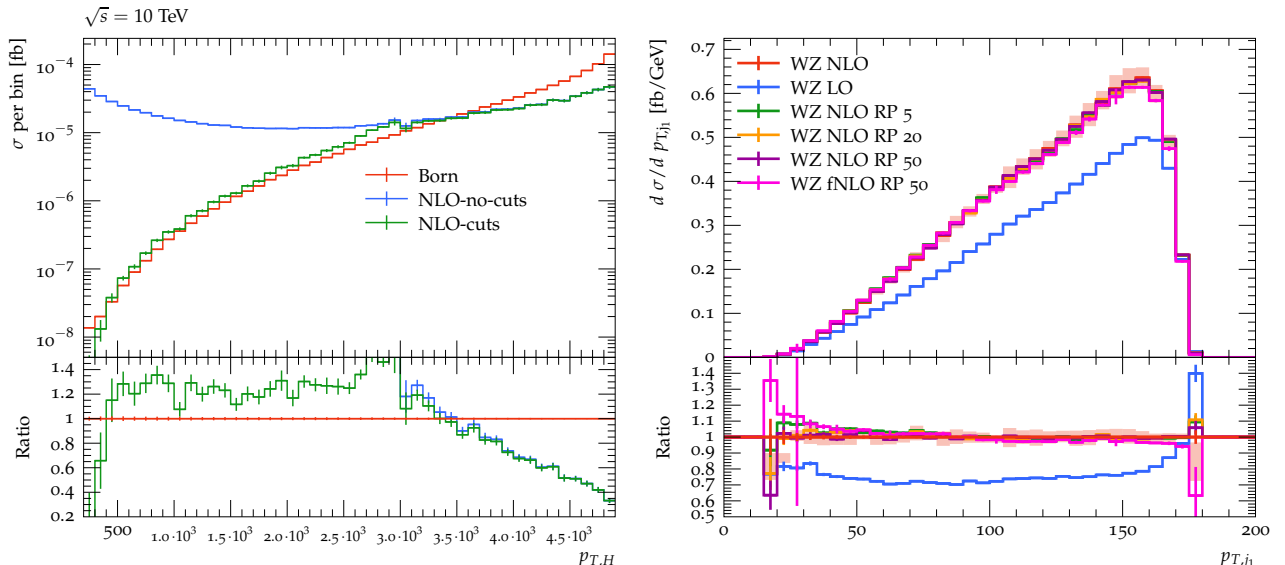 √s = 10 TeV
σ per bin [fb]
10⁻⁴
10⁻⁵
10⁻⁶
10⁻⁷
10⁻⁸
Born
NLO-no-cuts
NLO-cuts
Ratio
1.4
1.2
1
0.8
0.6
0.4
0.2
500 1.0·10³ 1.5·10³ 2.0·10³ 2.5·10³ 3.0·10³ 3.5·10³ 4.0·10³ 4.5·10³
p_{T,H}
d σ/d p_{T,j₁} [fb/GeV]
0.7
0.6
0.5
0.4
0.3
0.2
0.1
0
WZ NLO
WZ LO
WZ NLO RP 5
WZ NLO RP 20
WZ NLO RP 50
WZ fNLO RP 50
Ratio
1.4
1.3
1.2
1.1
1
0.9
0.8
0.7
0.6
0.5
0 50 100 150 200
p_{T,j₁}